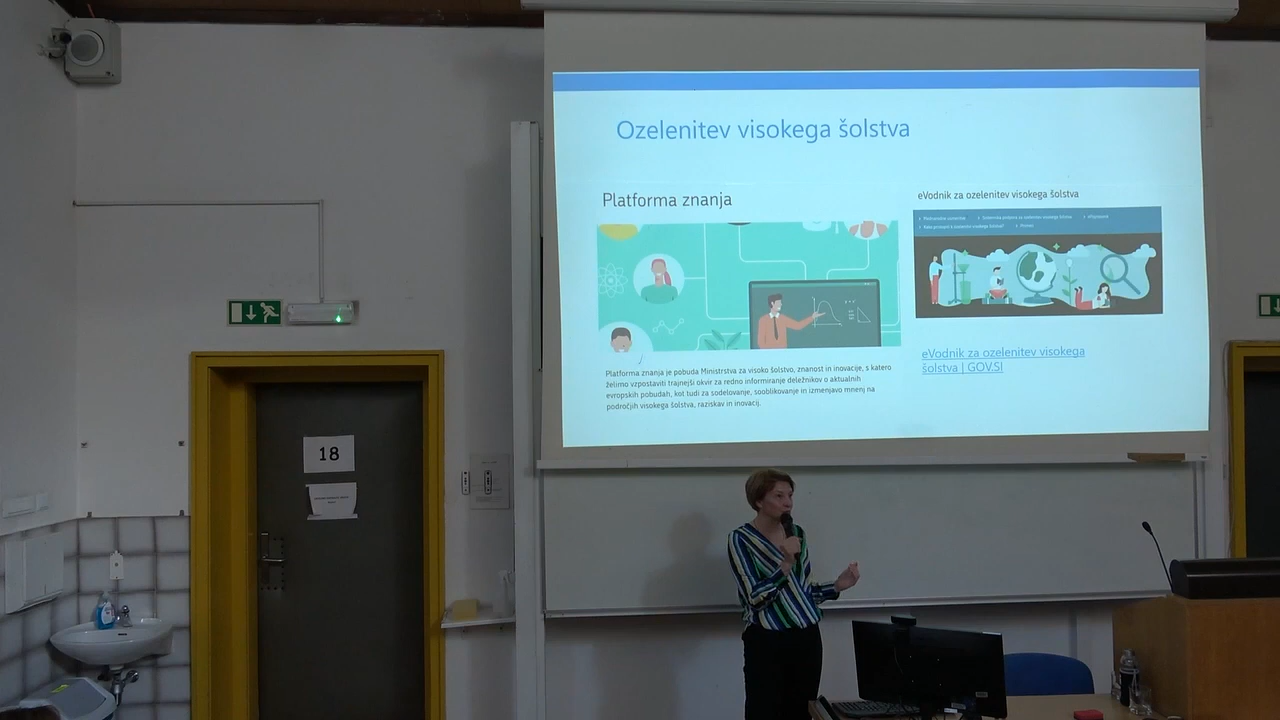 Ozelenitev visokega šolstva
Platforma znanja
eVodnik za ozelenitev visokega šolstva
Platforma znanja je pobuda Ministrstva za visoko šolstvo, znanost in inovacije, s katero
želimo vzpostaviti trajnejši okvir za redno informiranje deležnikov o aktualnih
evropskih pobudah, kot tudi za sodelovanje, sooblikovanje in izmenjavo mnenj na
področjih visokega šolstva, raziskav in inovacij.
eVodnik za ozelenitev visokega
šolstva | GOV.SI
18